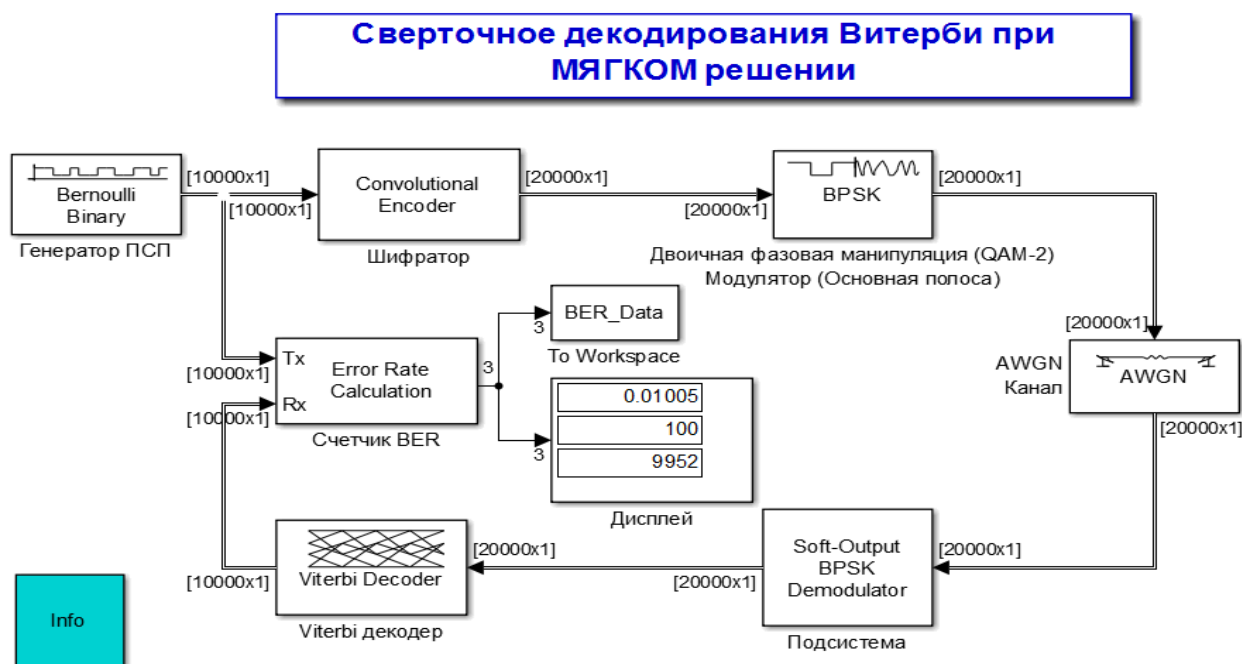 Сверточное декодирования Витерби при
МЯГКОМ решении
Bernoulli
Binary
Генератор ПСП
[10000x1]
[10000x1]
Convolutional
Encoder
Шифратор
[20000x1]
[20000x1]
BPSK
Двоичная фазовая манипуляция (QAM-2)
Модулятор (Основная полоса)
[20000x1]
[20000x1]
AWGN
Канал
AWGN
[20000x1]
[10000x1]
[10000x1]
Tx
Rx
Error Rate
Calculation
Счетчик BER
3
3
BER_Data
To Workspace
3
0.01005
100
9952
Дисплей
[10000x1]
Viterbi Decoder
Viterbi декодер
[20000x1]
[20000x1]
Soft-Output
BPSK
Demodulator
Подсистема
[20000x1]
Info